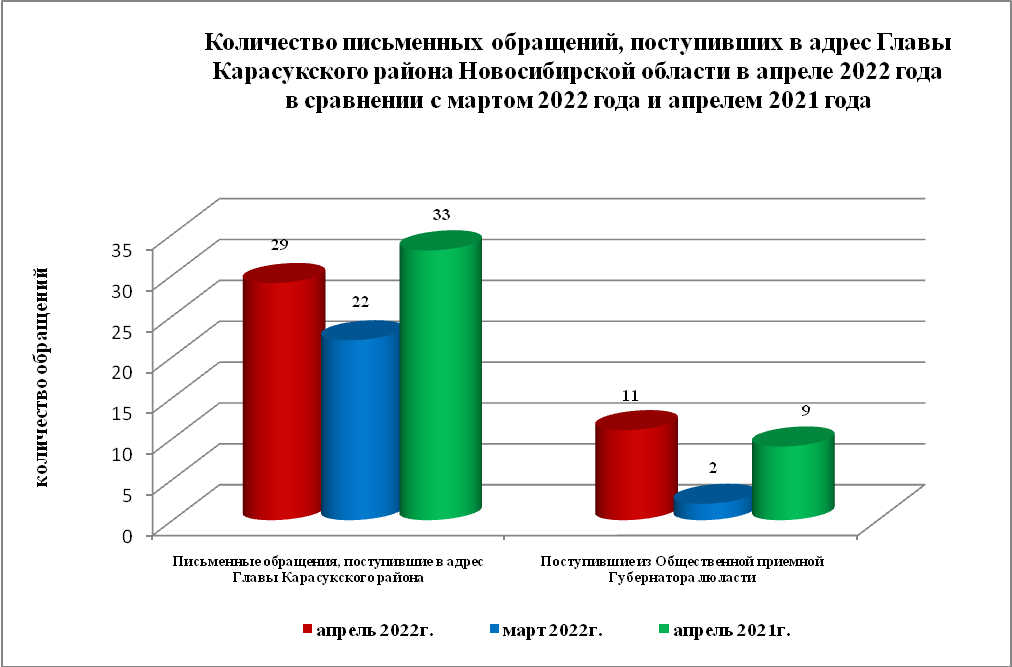 Количество письменных обращений, поступивших в адрес Главы
Карасукского района Новосибирской области в апреле 2022 года
в сравнении с мартом 2022 года и апрелем 2021 года
количество обращений
35
30
25
20
15
10
5
0
29
22
33
11
2
9
Письменные обращения, поступившие в адрес
Главы Карасукского района
Поступившие из Общественной приемной
Губернатора люласти
апрель 2022г.
март 2022г.
апрель 2021г.